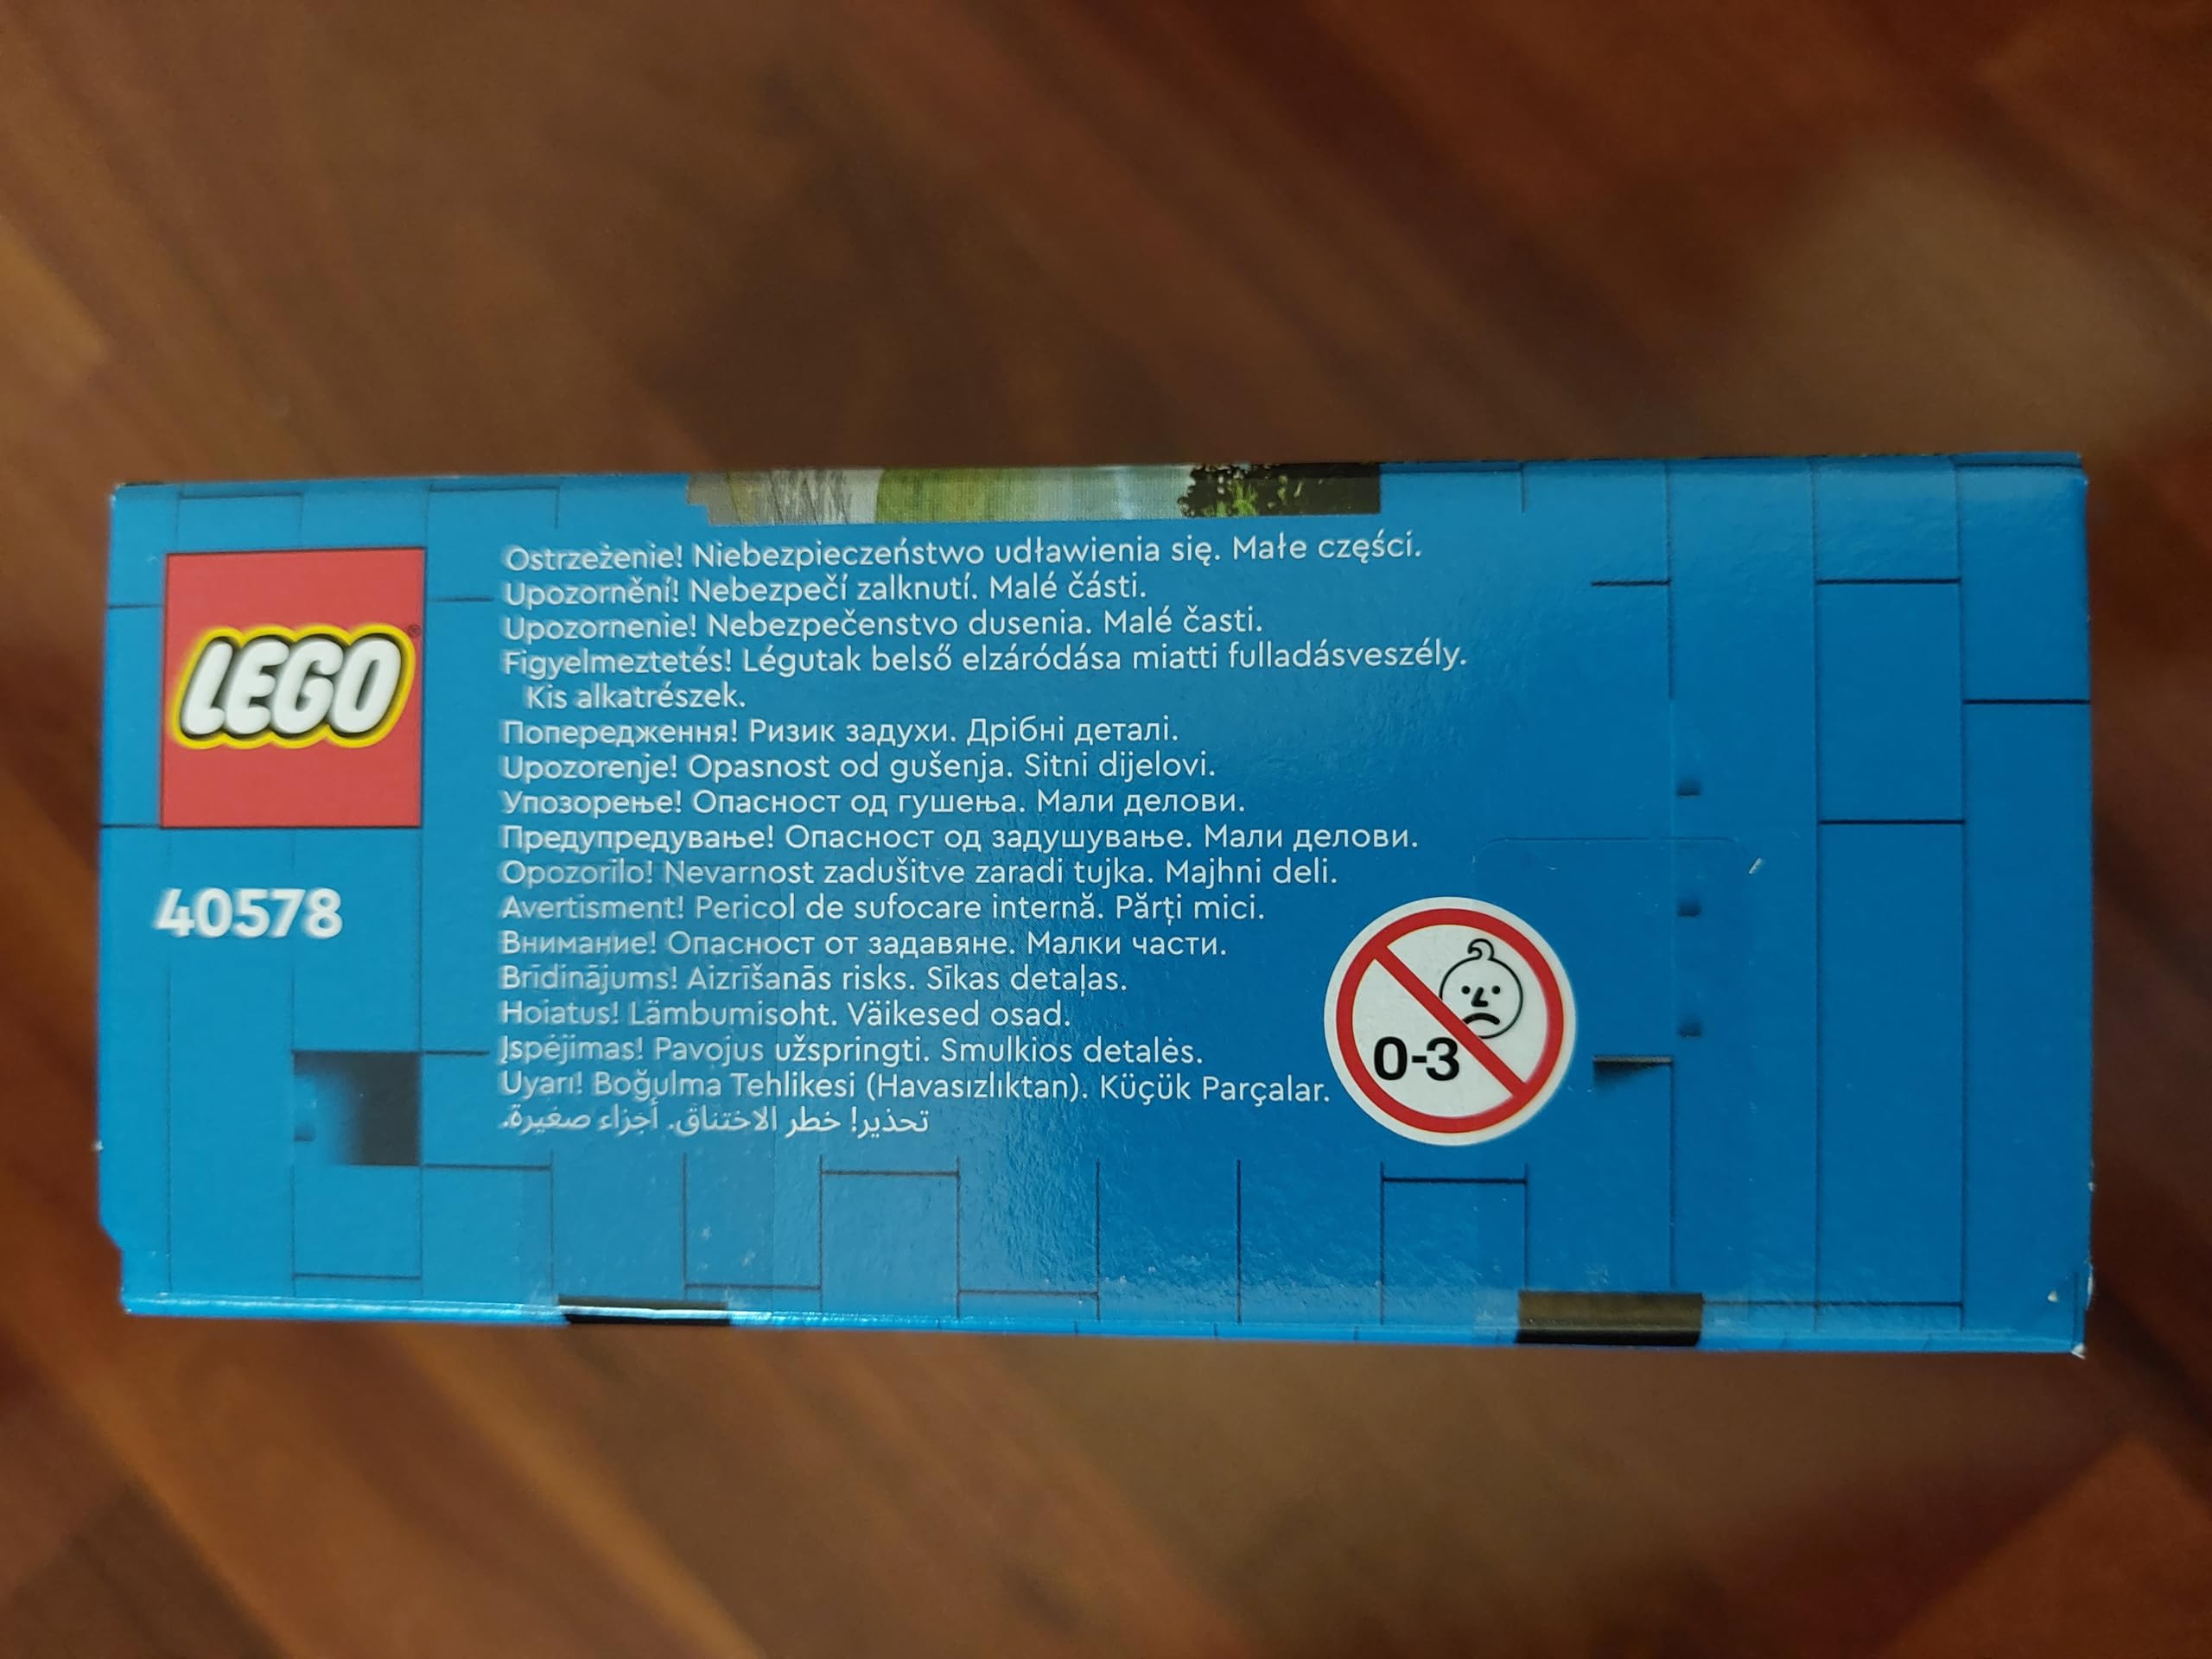 LEGO®
40578
Ostrzeżenie! Niebezpieczeństwo udławienia się. Małe części.
Upozornění! Nebezpečí zalknutí. Malé části.
Upozornenie! Nebezpečenstvo dusenia. Malé časti.
Figyelmeztetés! Légutak belső elzáródása miatti fulladásveszély.
Kis alkatrészek.
Попередження! Ризик задухи. Дрібні деталі.
Upozorenje! Opasnost od gušenja. Sitni dijelovi.
Упозорење! Опасност од гушења. Мали делови.
Предупредување! Опасност од задушување. Мали делови.
Opozorilo! Nevarnost zadušitve zaradi tujka. Majhni deli.
Avertisment! Pericol de sufocare internă. Părți mici.
Внимание! Опасност от задавяне. Малки части.
Brīdinājums! Aizrīšanās risks. Sīkas detaļas.
Hoiatus! Lämbumisoht. Väikesed osad.
Įspėjimas! Pavojus užspringti. Smulkios detalės.
Uyarı! Boğulma Tehlikesi (Havasızlıktan). Küçük Parçalar.
تحذير! خطر الاختناق. أجزاء صغيرة.
0-3